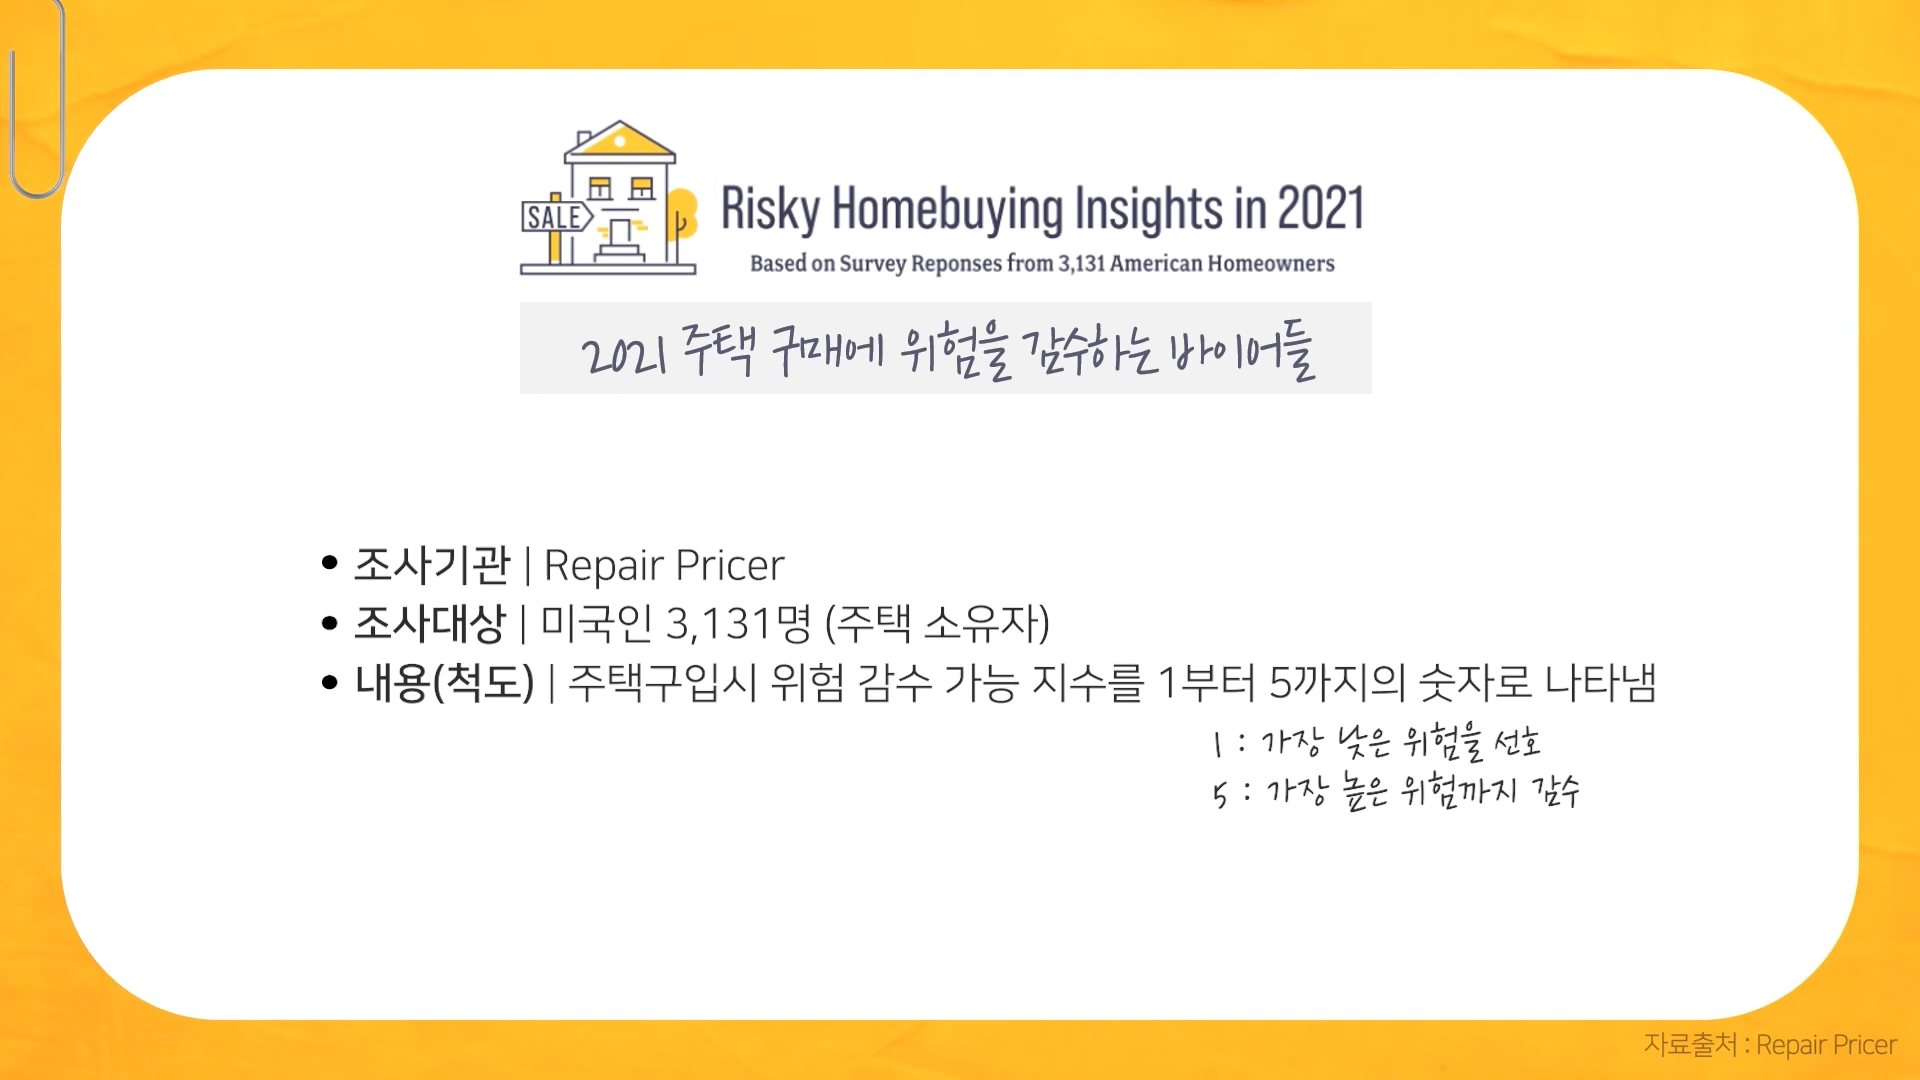 SALE
Risky Homebuying Insights in 2021
Based on Survey Reponses from 3,131 American Homeowners
2021 주택 구매에 위험을 감수하는 바이어들
• 조사기관 | Repair Pricer
• 조사대상 | 미국인 3,131명 (주택 소유자)
• 내용(척도) | 주택구입시 위험 감수 가능 지수를 1부터 5까지의 숫자로 나타냄
1 : 가장 낮은 위험을 선호
5 : 가장 높은 위험까지 감수
자료출처 : Repair Pricer